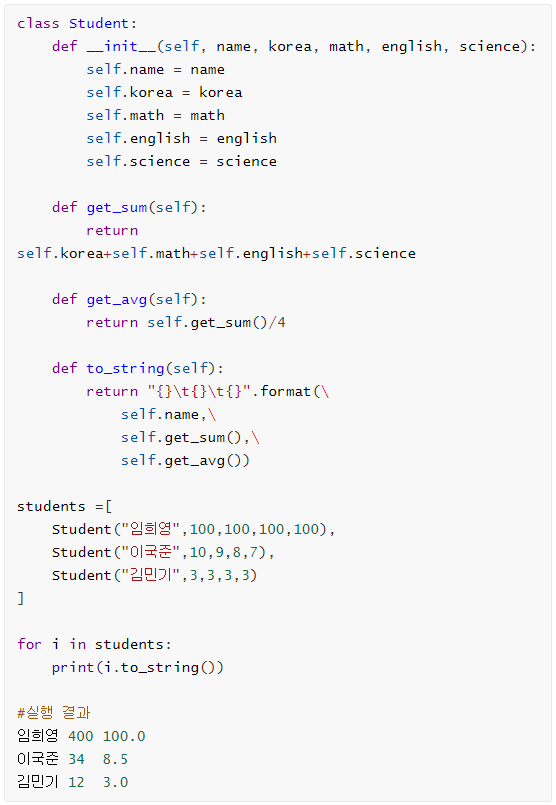 class Student:
    def __init__(self, name, korea, math, english, science):
        self.name = name
        self.korea = korea
        self.math = math
        self.english = english
        self.science = science

    def get_sum(self):
        return
self.korea+self.math+self.english+self.science

    def get_avg(self):
        return self.get_sum()/4

    def to_string(self):
        return "{}\t{}\t{}".format(\
            self.name,\
            self.get_sum(),\
            self.get_avg())

students =[
    Student("임희영",100,100,100,100),
    Student("이국준",10,9,8,7),
    Student("김민기",3,3,3,3)
]

for i in students:
    print(i.to_string())

#실행 결과
임희영 400 100.0
이국준 34  8.5
김민기 12  3.0